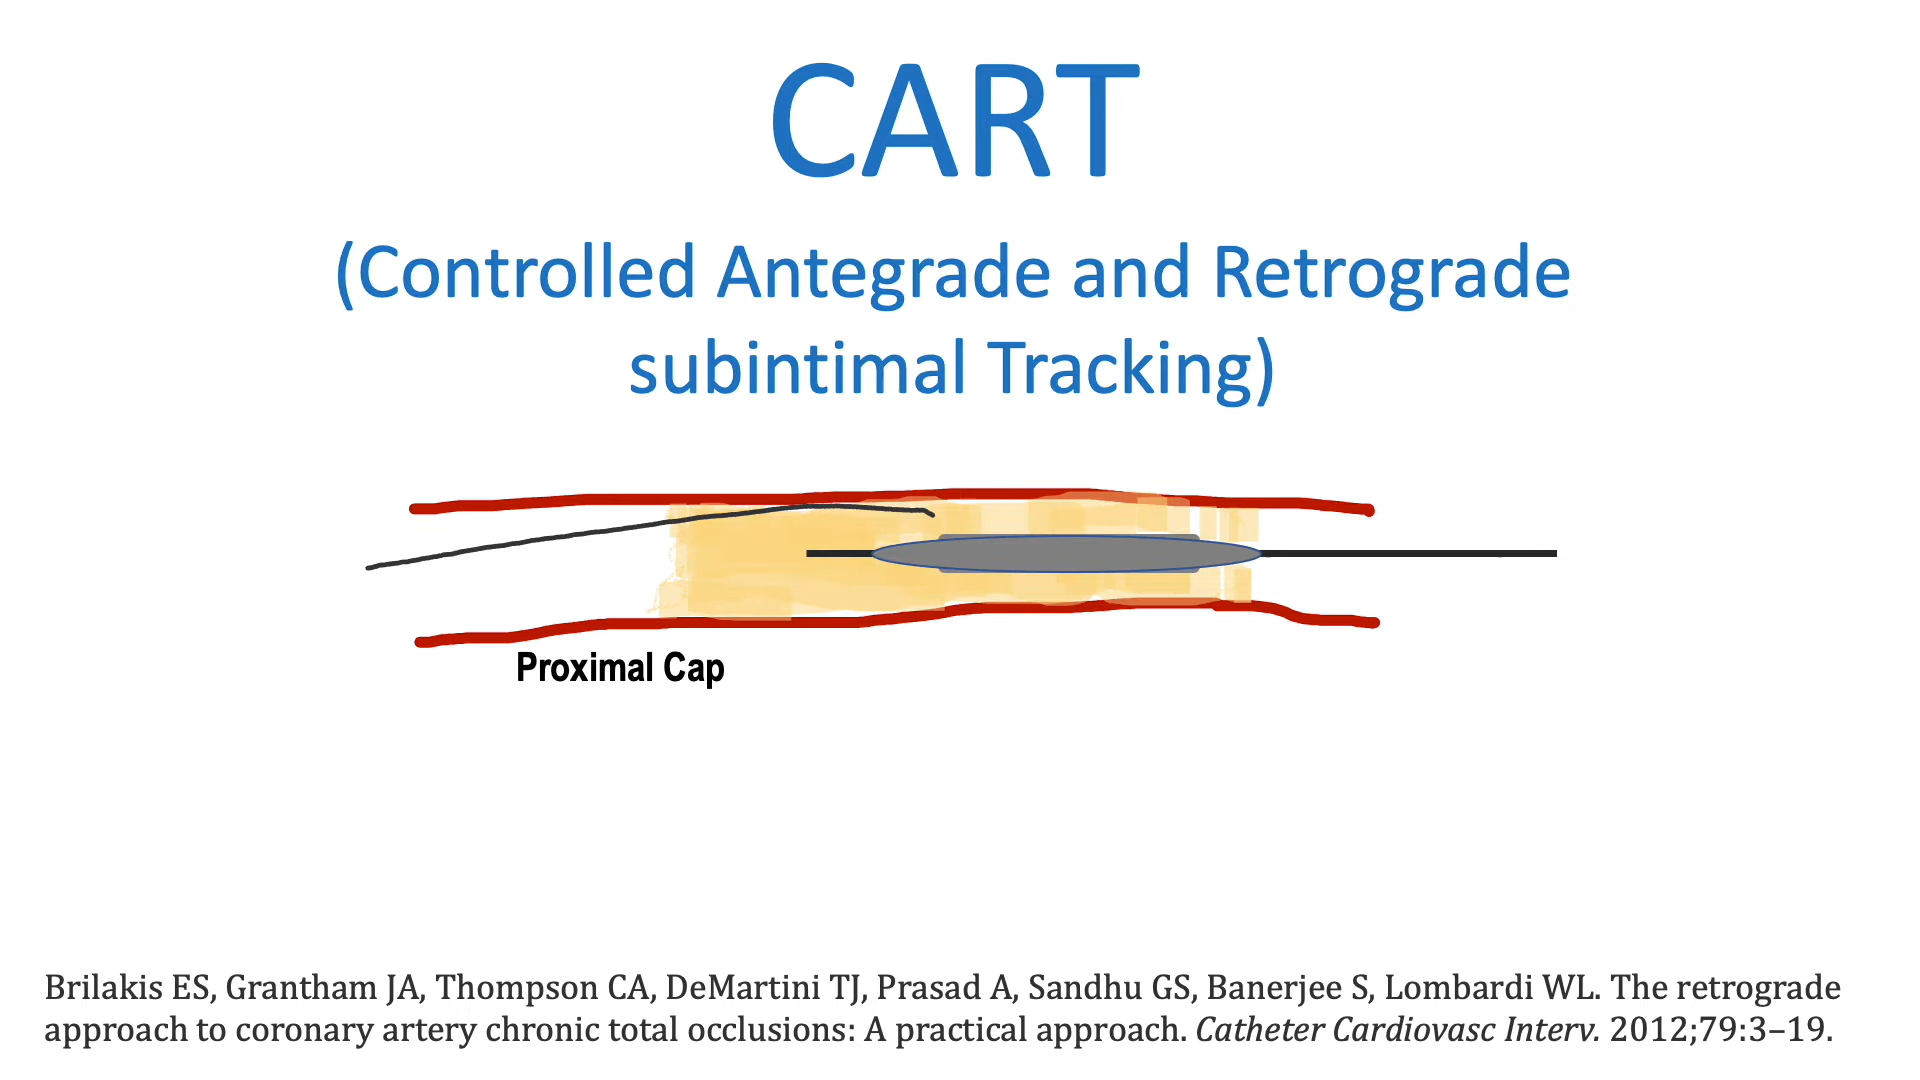 CART
(Controlled Antegrade and Retrograde
subintimal Tracking)
Proximal Cap
Brilakis ES, Grantham JA, Thompson CA, DeMartini TJ, Prasad A, Sandhu GS, Banerjee S, Lombardi WL. The retrograde
approach to coronary artery chronic total occlusions: A practical approach. Catheter Cardiovasc Interv. 2012;79:3–19.